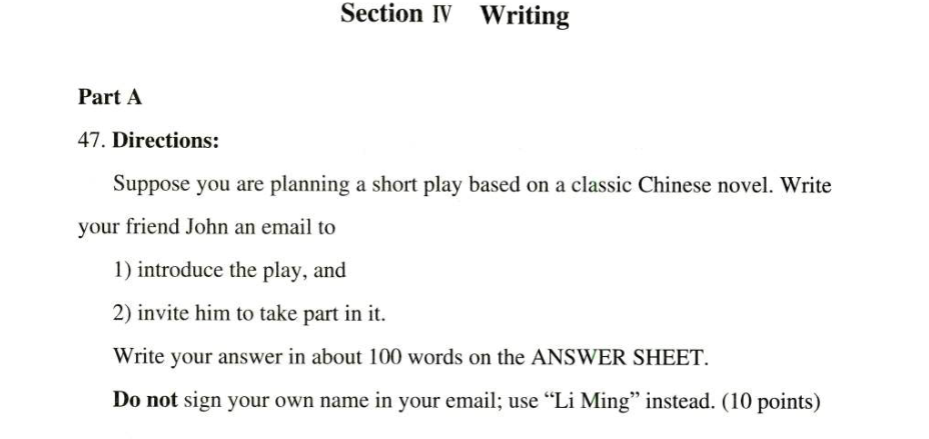 Section IV Writing
Part A
47. Directions:
Suppose you are planning a short play based on a classic Chinese novel. Write
your friend John an email to
1) introduce the play, and
2) invite him to take part in it.
Write your answer in about 100 words on the ANSWER SHEET.
Do not sign your own name in your email; use “Li Ming” instead. (10 points)